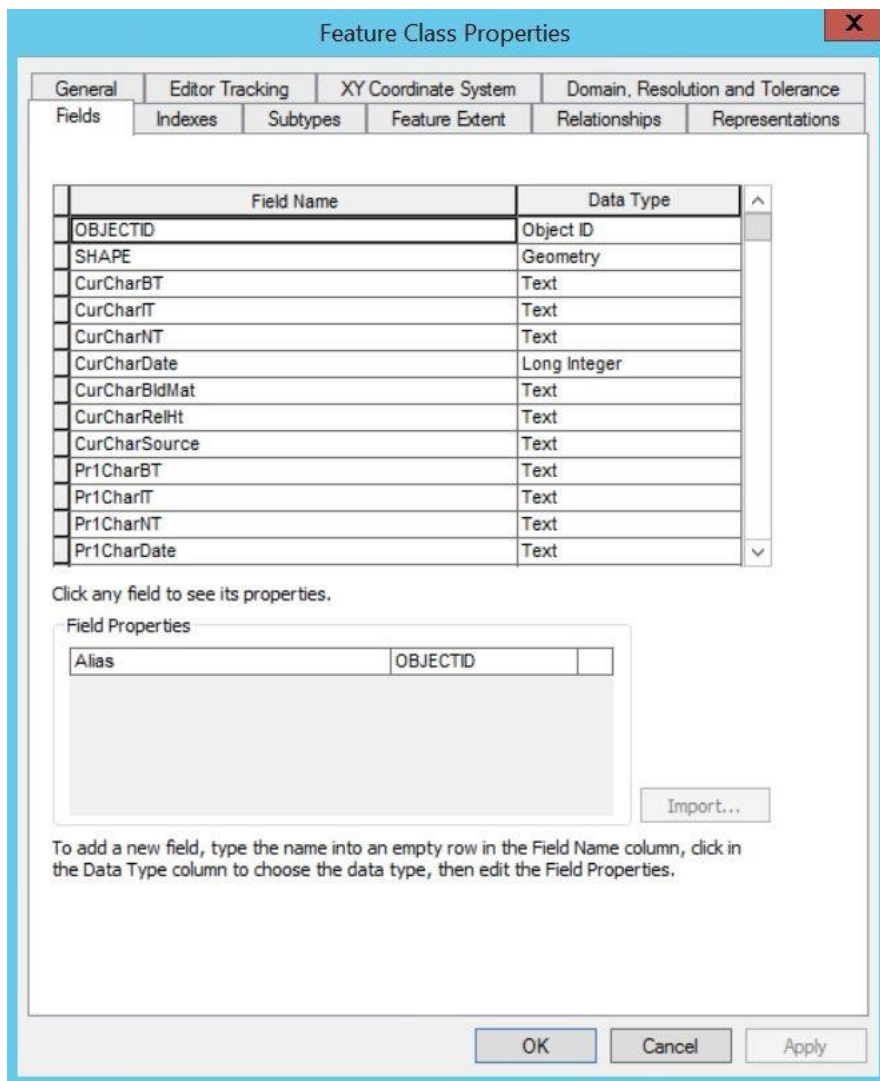 Feature Class Properties
X
General Editor Tracking XY Coordinate System Domain, Resolution and Tolerance
Fields Indexes Subtypes Feature Extent Relationships Representations
Field Name Data Type
OBJECTID Object ID
SHAPE Geometry
CurCharBT Text
CurCharIT Text
CurCharNT Text
CurCharDate Long Integer
CurCharBldMat Text
CurCharRelHt Text
CurCharSource Text
Pr1CharBT Text
Pr1CharIT Text
Pr1CharNT Text
Pr1CharDate Text
Click any field to see its properties.
Field Properties
Alias OBJECTID
Import...
To add a new field, type the name into an empty row in the Field Name column, click in
the Data Type column to choose the data type, then edit the Field Properties.
OK Cancel Apply